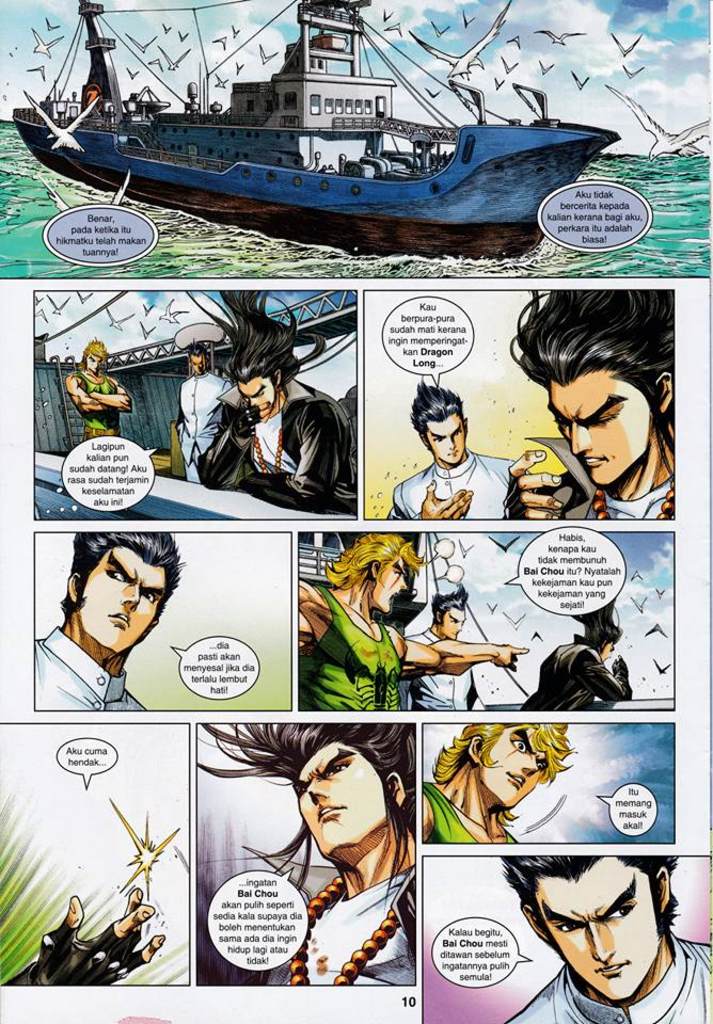 Benar,
pada ketika itu
hikmatku telah makan
tuannya!
Aku tidak
bercerita kepada
kalian kerana bagi aku,
perkara itu adalah
biasa!
Lagipun
kalian pun
sudah datang! Aku
rasa sudah terjamin
keselamatan
aku ini!
Kau
berpura-pura
sudah mati kerana
ingin memperingat-
kan Dragon
Long...
...dia
pasti akan
menyesal jika dia
terlalu lembut
hati!
Habis,
kenapa kau
tidak membunuh
Bai Chou itu? Nyatalah
kekejaman kau pun
kekejaman yang
sejati!
Aku cuma
hendak...
...ingatan
Bai Chou
akan pulih seperti
sedia kala supaya dia
boleh menentukan
sama ada dia ingin
hidup lagi atau
tidak!
Itu
memang
masuk
akal!
Kalau begitu,
Bai Chou mesti
ditawan sebelum
ingatannya pulih
semula!
10